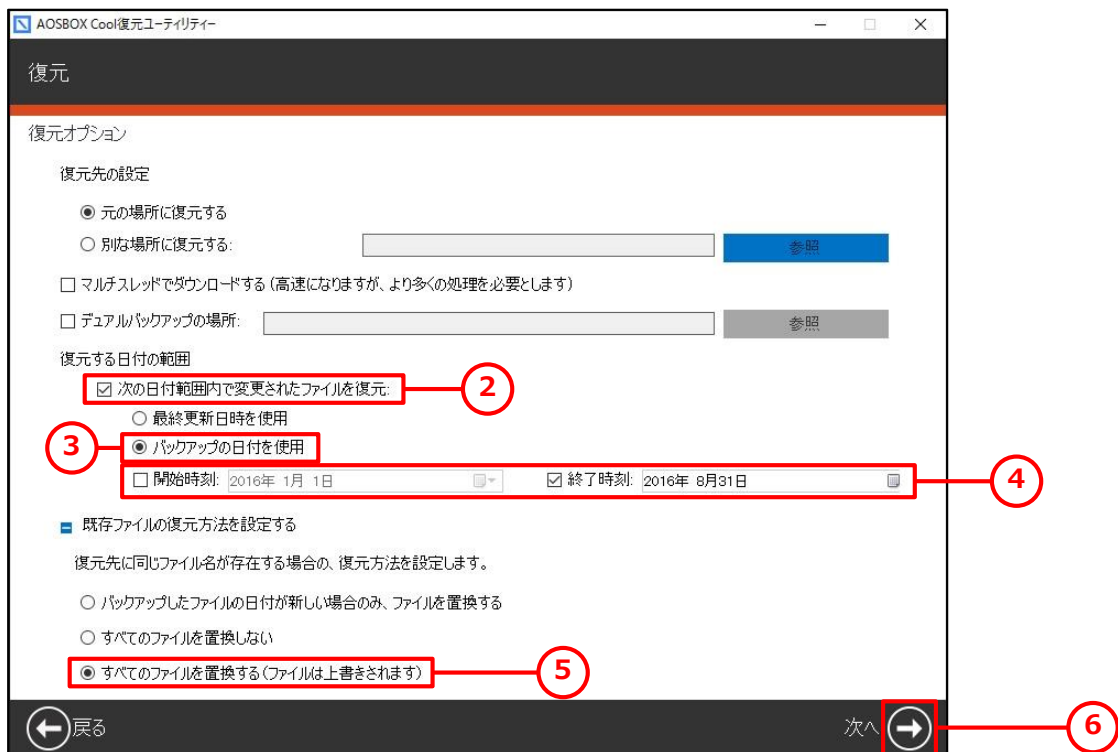 AOSBOX Cool復元ユーティリティー
復元
復元オプション
復元先の設定
元の場所に復元する
別な場所に復元する: 参照
マルチスレッドでダウンロードする(高速になりますが、より多くの処理を必要とします)
デュアルバックアップの場所: 参照
復元する日付の範囲
次の日付範囲内で変更されたファイルを復元: 2
最終更新日時を使用
3 バックアップの日付を使用
開始時刻: 2016年 1月 1日 終了時刻: 2016年 8月31日 4
既存ファイルの復元方法を設定する
復元先に同じファイル名が存在する場合の、復元方法を設定します。
バックアップしたファイルの日付が新しい場合のみ、ファイルを置換する
すべてのファイルを置換しない
すべてのファイルを置換する(ファイルは上書きされます) 5
戻る 次へ 6